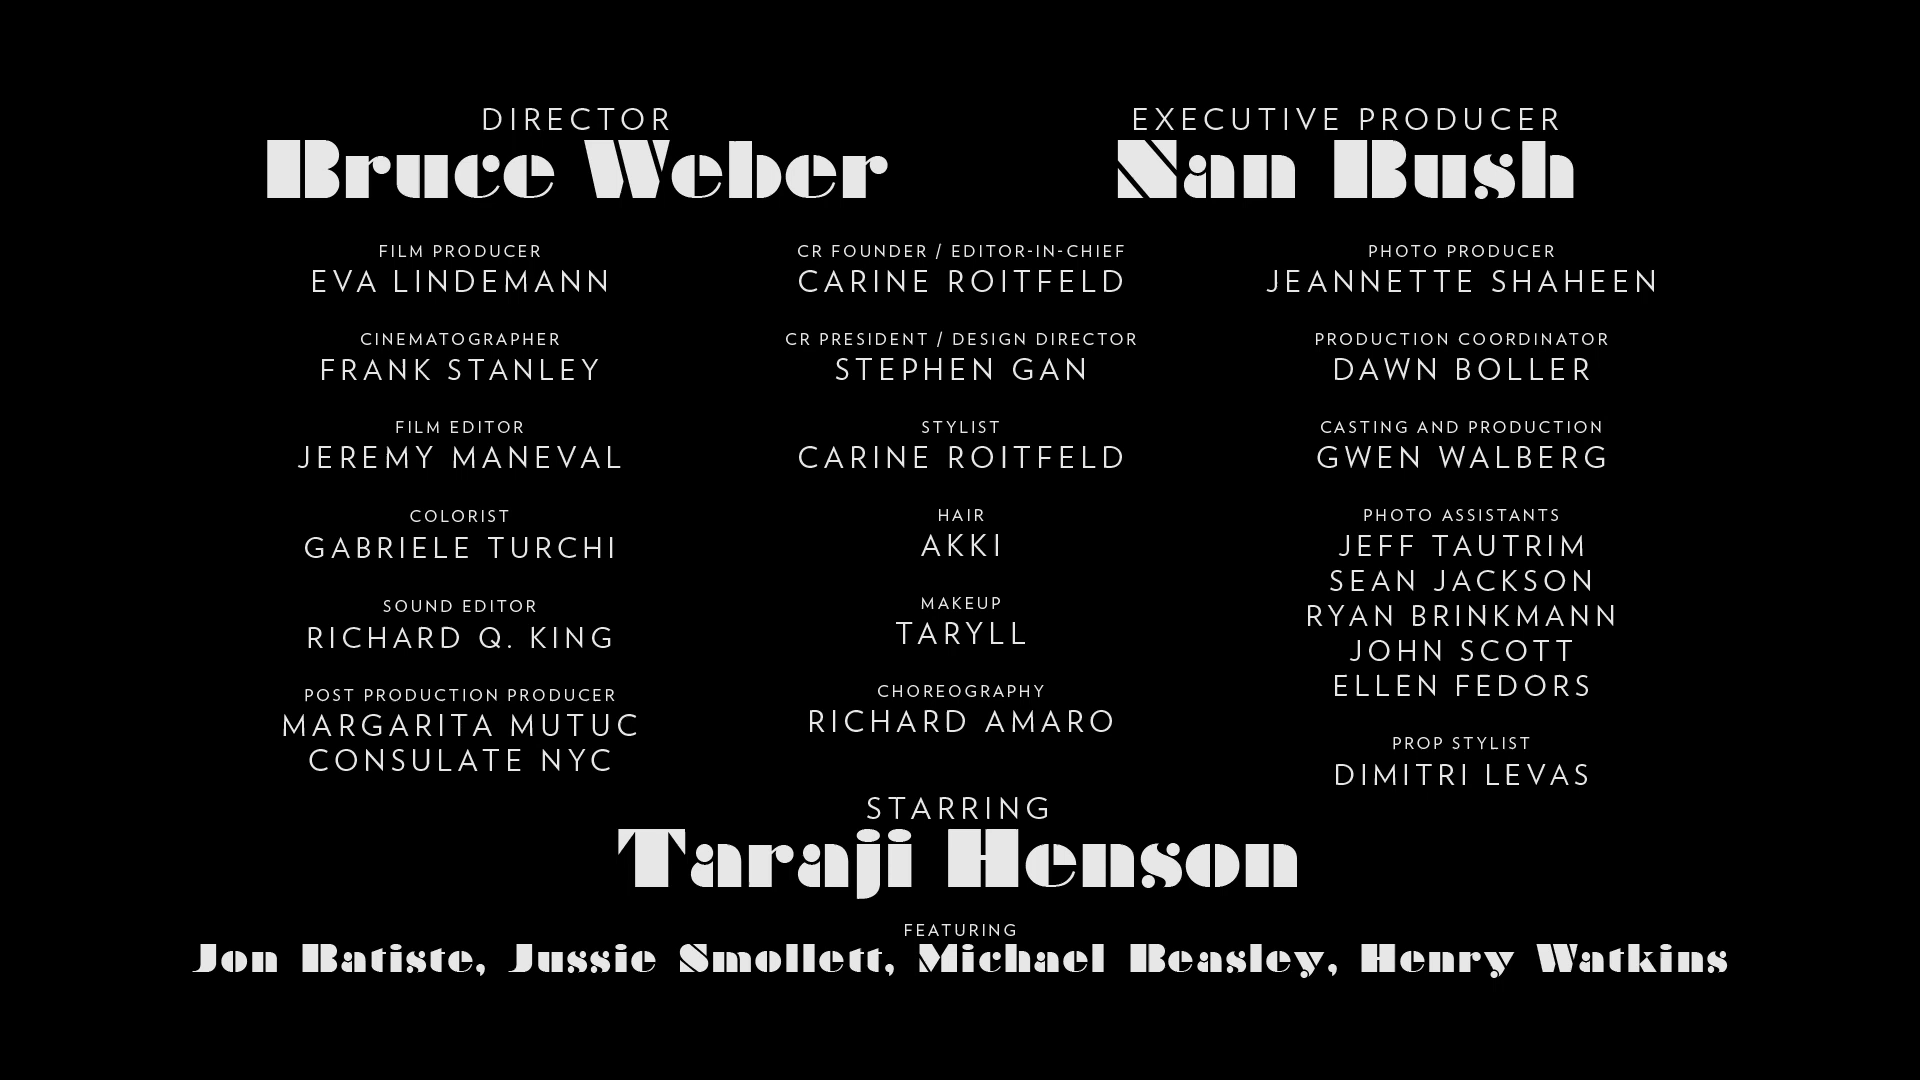 DIRECTOR
Bruce Weber
EXECUTIVE PRODUCER
Nan Bush
FILM PRODUCER
EVA LINDEMANN
CINEMATOGRAPHER
FRANK STANLEY
FILM EDITOR
JEREMY MANEVAL
COLORIST
GABRIELE TURCHI
SOUND EDITOR
RICHARD Q. KING
POST PRODUCTION PRODUCER
MARGARITA MUTUC
CONSULATE NYC
CR FOUNDER / EDITOR-IN-CHIEF
CARINE ROITFELD
CR PRESIDENT / DESIGN DIRECTOR
STEPHEN GAN
STYLIST
CARINE ROITFELD
HAIR
AKKI
MAKEUP
TARYLL
CHOREOGRAPHY
RICHARD AMARO
PHOTO PRODUCER
JEANNETTE SHAHEEN
PRODUCTION COORDINATOR
DAWN BOLLER
CASTING AND PRODUCTION
GWEN WALBERG
PHOTO ASSISTANTS
JEFF TAUTRIM
SEAN JACKSON
RYAN BRINKMANN
JOHN SCOTT
ELLEN FEDORS
PROP STYLIST
DIMITRI LEVAS
STARRING
Taraji Henson
FEATURING
Jon Batiste, Jussie Smollett, Michael Beasley, Henry Watkins